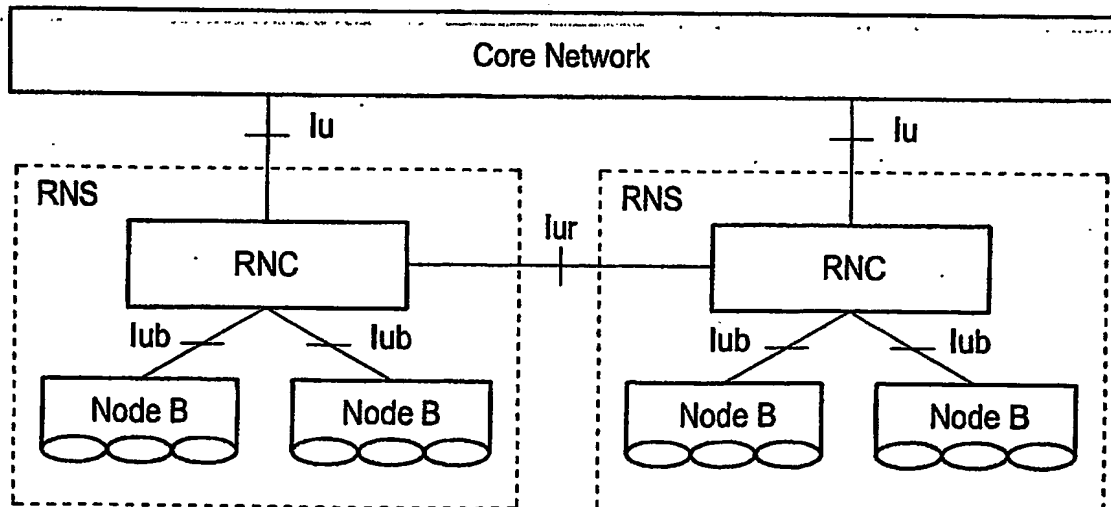 Core Network
Iu
Iu
RNS
RNS
Iur
RNC
RNC
Iub
Iub
Iub
Iub
Node B
Node B
Node B
Node B